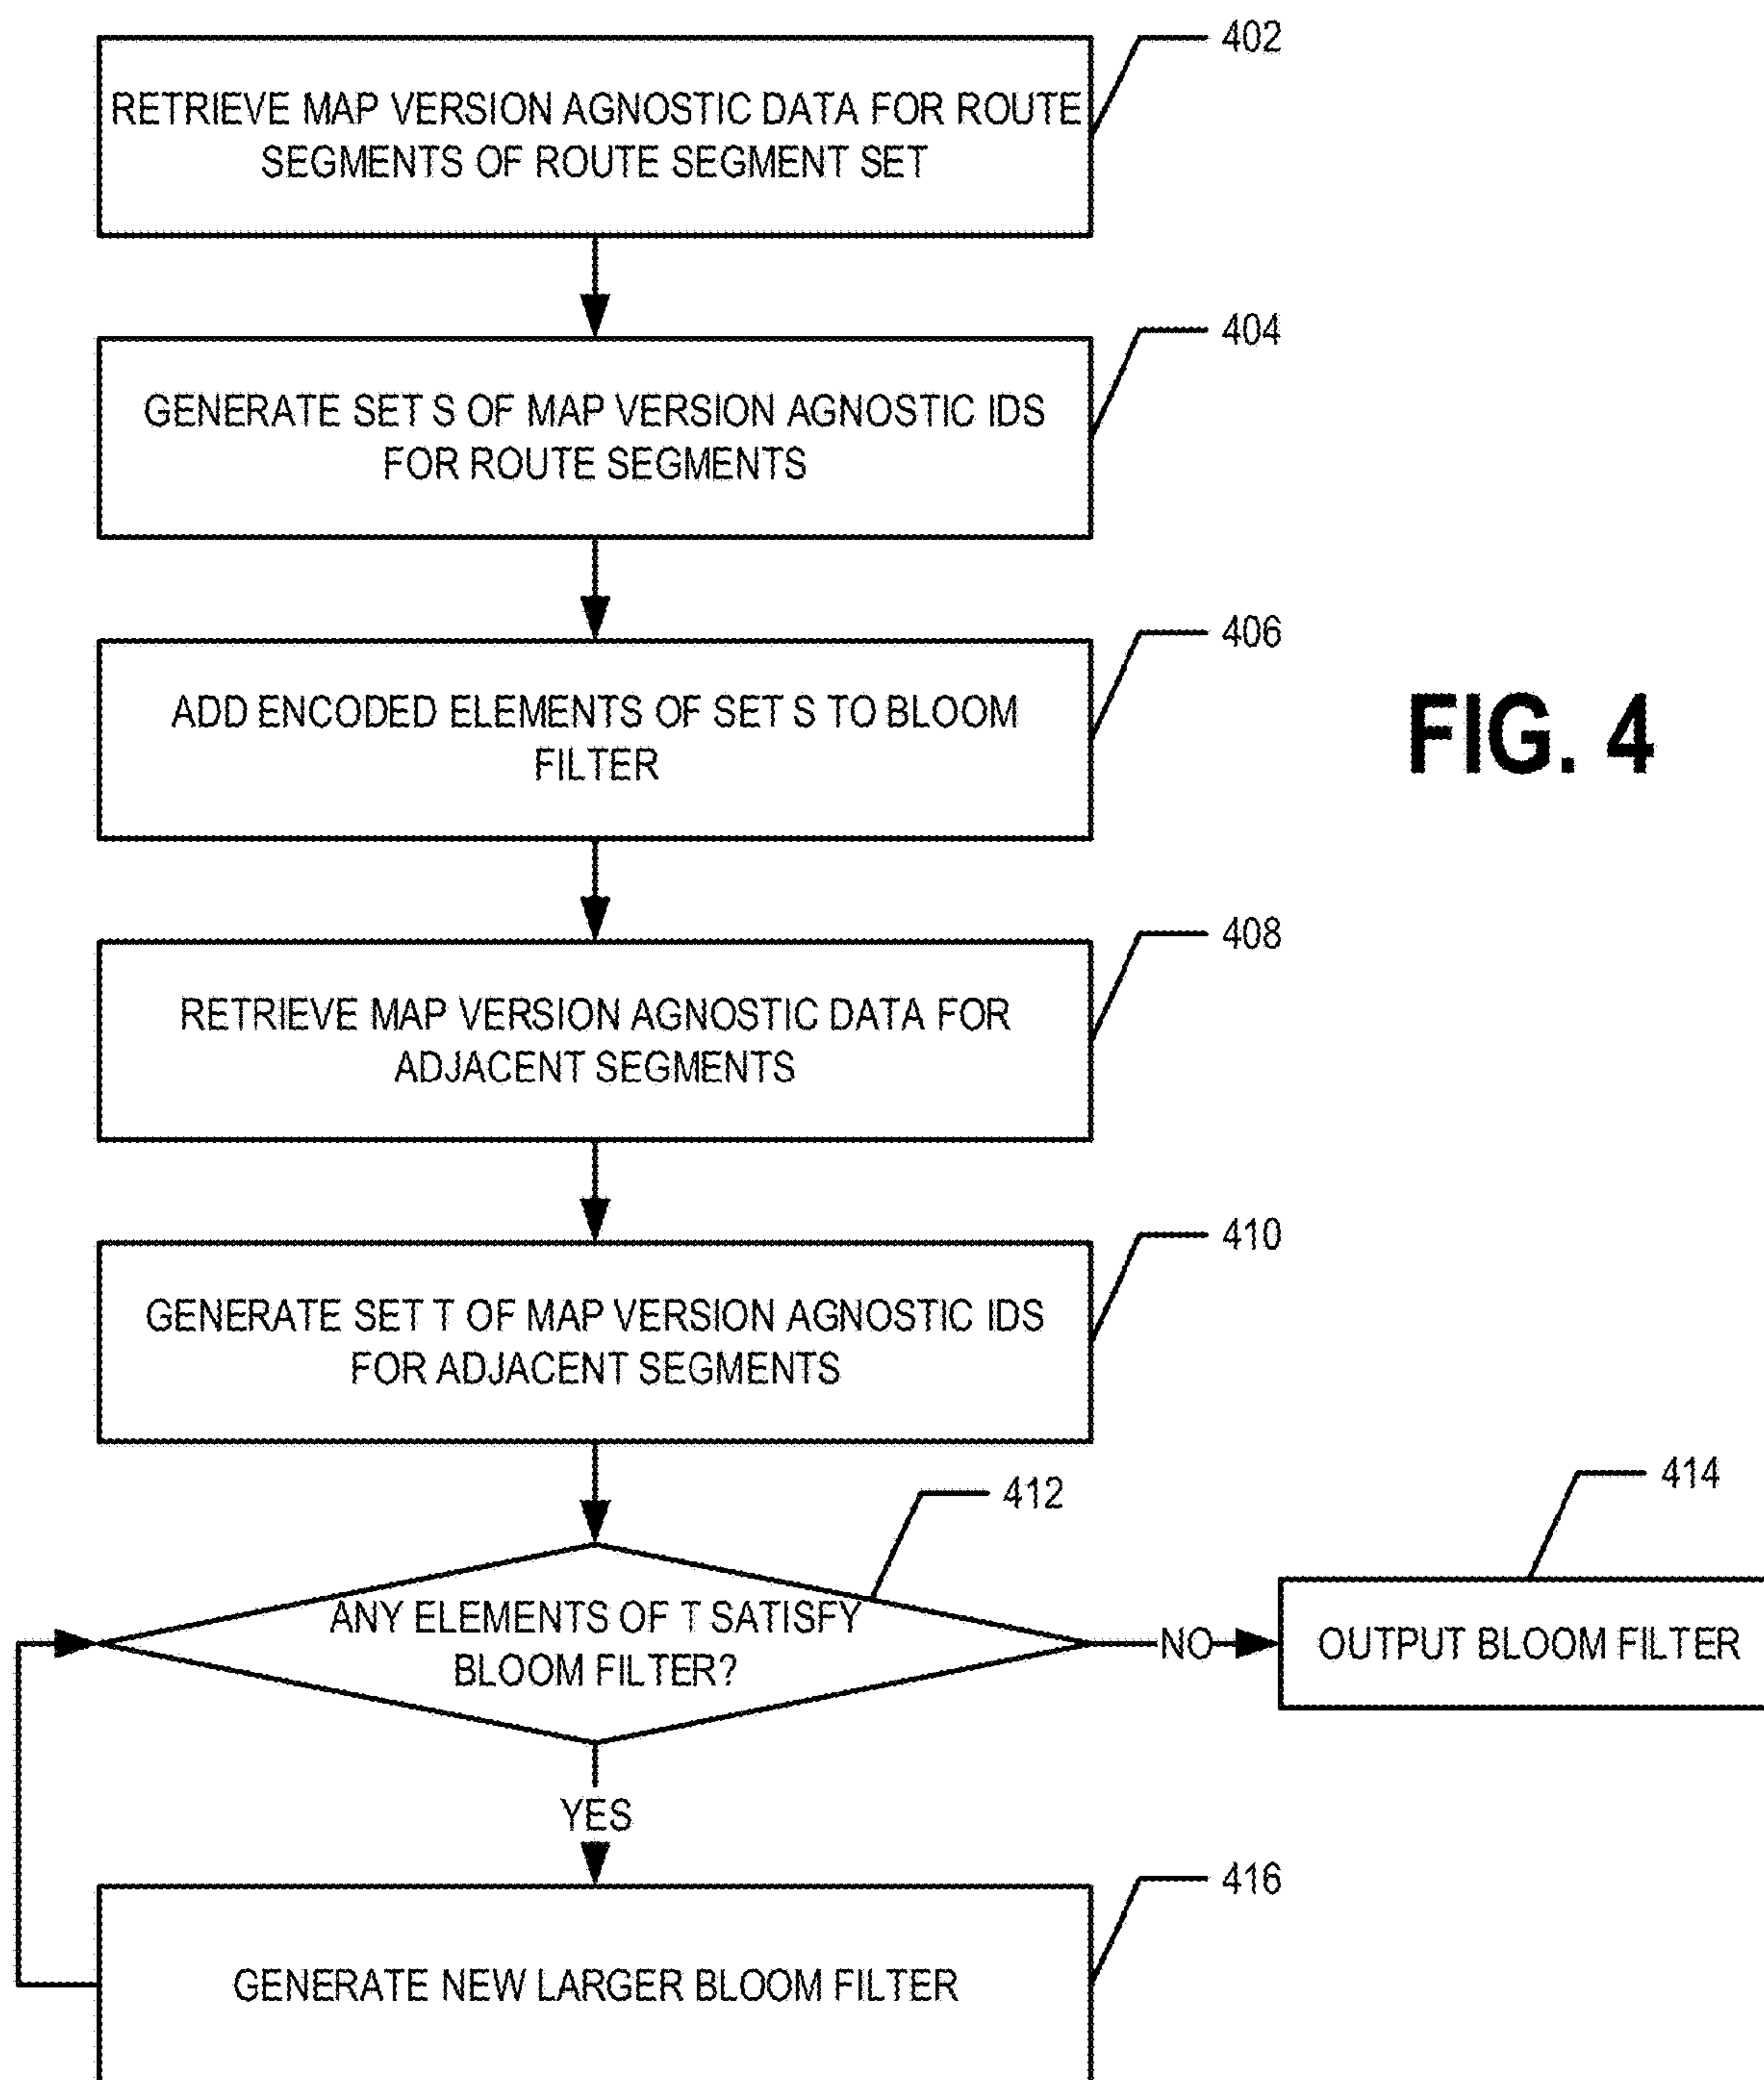 402
RETRIEVE MAP VERSION AGNOSTIC DATA FOR ROUTE
SEGMENTS OF ROUTE SEGMENT SET
404
GENERATE SET S OF MAP VERSION AGNOSTIC IDS
FOR ROUTE SEGMENTS
406
ADD ENCODED ELEMENTS OF SET S TO BLOOM
FILTER
FIG. 4
408
RETRIEVE MAP VERSION AGNOSTIC DATA FOR
ADJACENT SEGMENTS
410
GENERATE SET T OF MAP VERSION AGNOSTIC IDS
FOR ADJACENT SEGMENTS
412
ANY ELEMENTS OF T SATISFY
BLOOM FILTER?
NO
414
OUTPUT BLOOM FILTER
YES
416
GENERATE NEW LARGER BLOOM FILTER